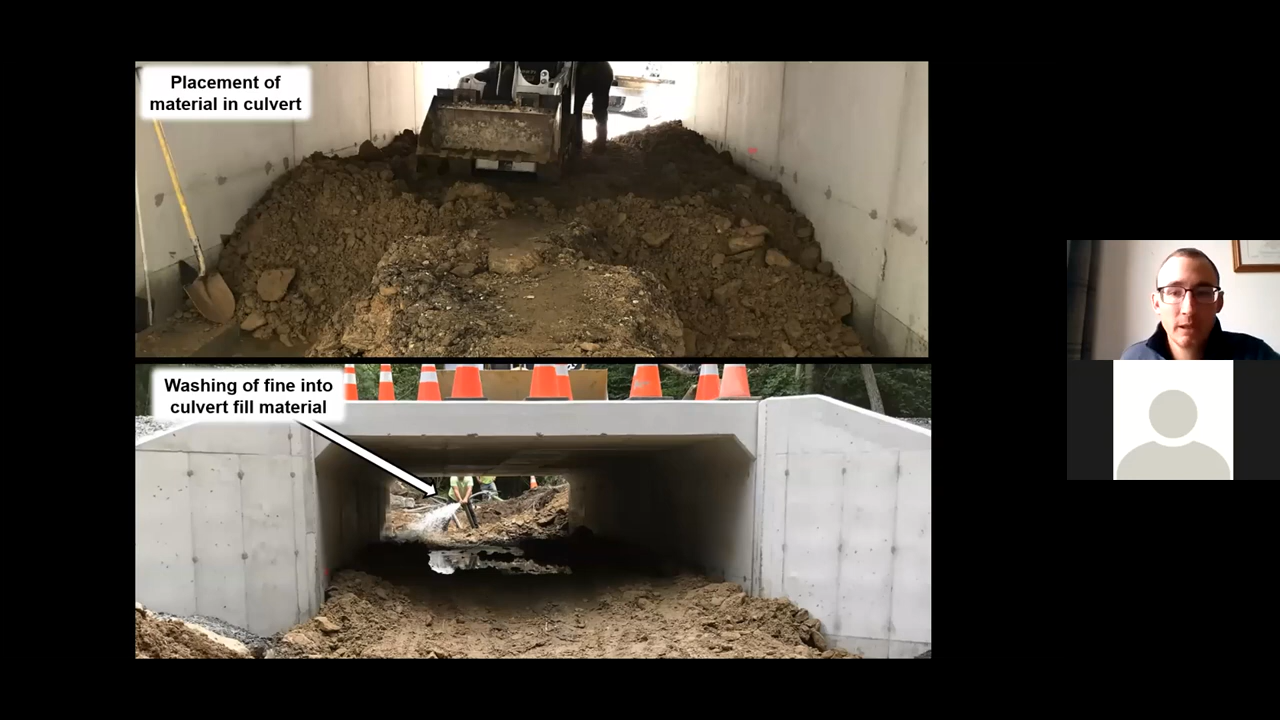 Placement of
material in culvert
Washing of fine into
culvert fill material